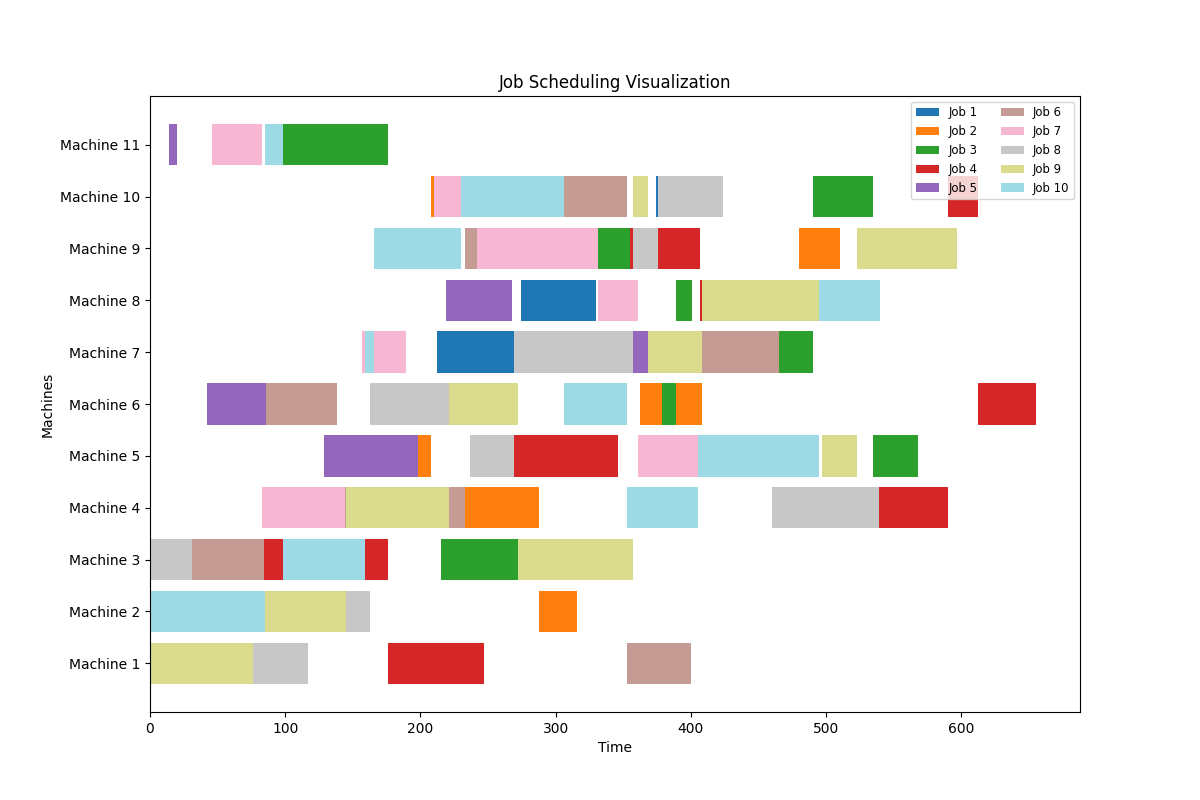 Job Scheduling Visualization
Machine 11
Machine 10
Machine 9
Machine 8
Machine 7
Machine 6
Machine 5
Machine 4
Machine 3
Machine 2
Machine 1
Machines
Job 1
Job 2
Job 3
Job 4
Job 5
Job 6
Job 7
Job 8
Job 9
Job 10
0 100 200 300 400 500 600
Time